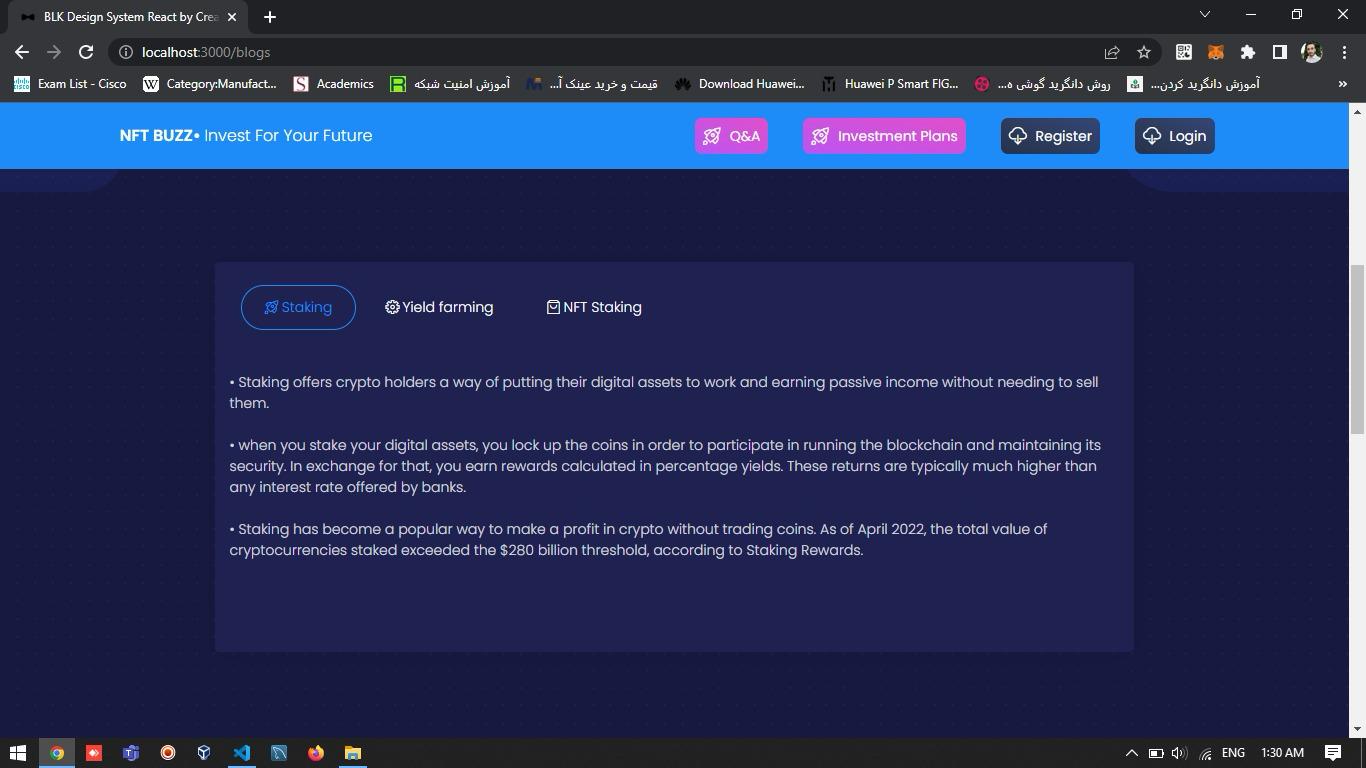 BLK Design System React by Crea
localhost:3000/blogs
Exam List - Cisco
Category:Manufact...
Academics
آموزش امنیت شبکه
قیمت و خرید عینک آ...
Download Huawei...
Huawei P Smart FIG...
روش دانگرید گوشی ه...
آموزش دانگرید کردن...
NFT BUZZ• Invest For Your Future
Q&A
Investment Plans
Register
Login
Staking
Yield farming
NFT Staking
• Staking offers crypto holders a way of putting their digital assets to work and earning passive income without needing to sell
them.
• when you stake your digital assets, you lock up the coins in order to participate in running the blockchain and maintaining its
security. In exchange for that, you earn rewards calculated in percentage yields. These returns are typically much higher than
any interest rate offered by banks.
• Staking has become a popular way to make a profit in crypto without trading coins. As of April 2022, the total value of
cryptocurrencies staked exceeded the $280 billion threshold, according to Staking Rewards.
ENG
1:30 AM